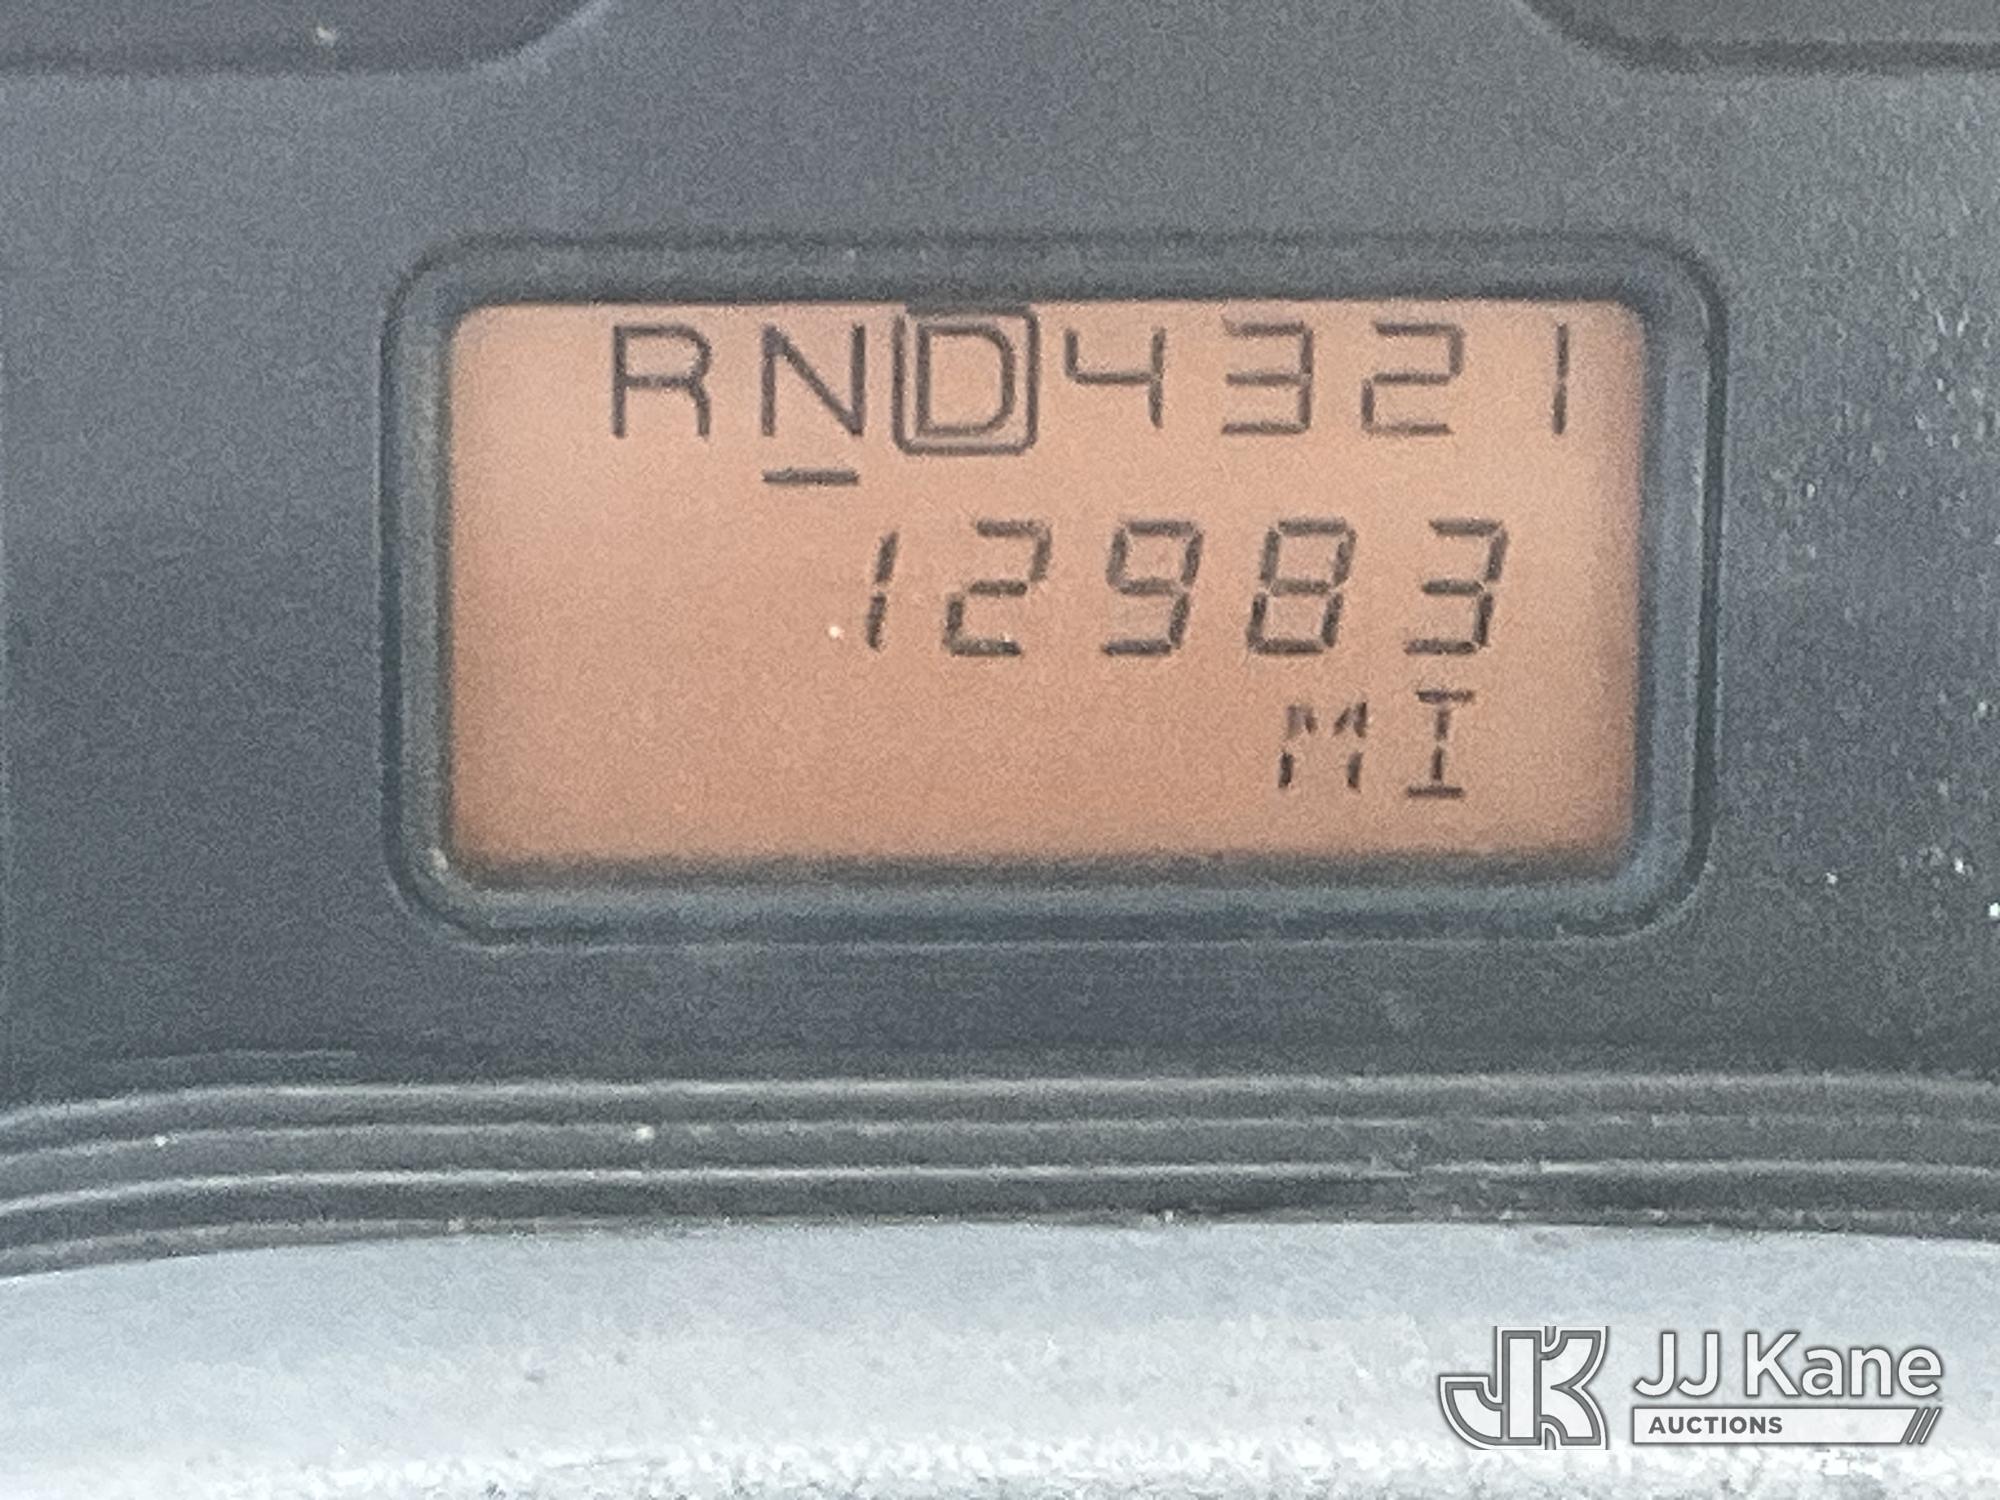 RND4321
12983
MI
JJ Kane
AUCTIONS